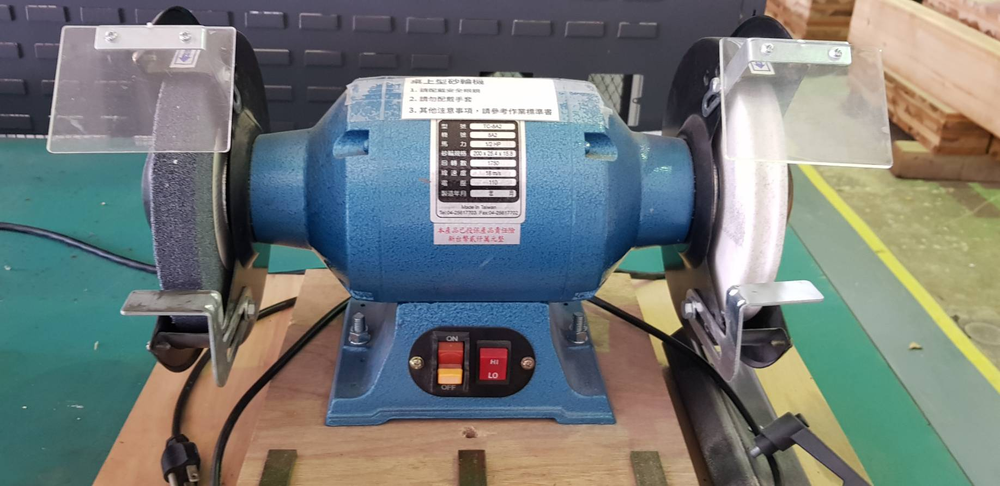 桌上型砂輪機
1. 請配戴安全眼鏡
2. 請勿配戴手套
3. 其他注意事項，請參考作業標準書
型 號 TC-8A2
機 號 8A2
馬 力 1/2 HP
砂輪規格 200 x 25.4 x 15.8
回轉數 1750
線速度 18 m/s
電 壓 110
製造年月 年 月
Made In Taiwan
Tel:04-25617703 Fax:04-25617702
本產品已投保產品責任險
新台幣貳仟萬元整
ON
OFF
HI
LO